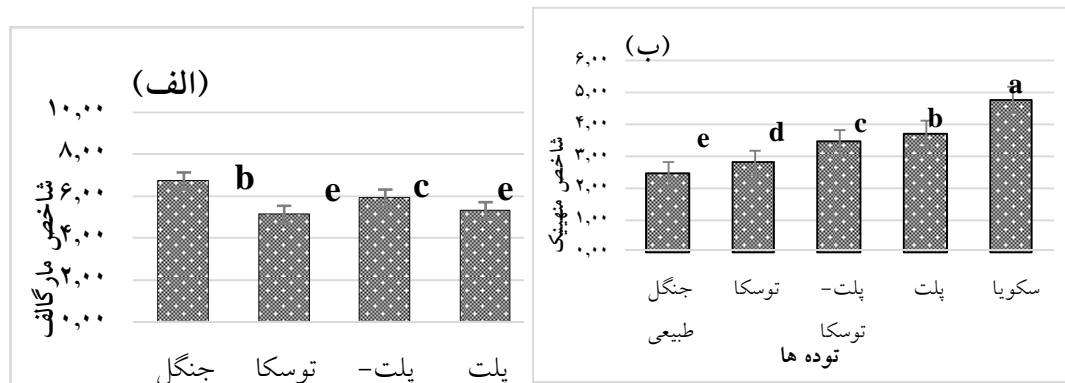 (الف)
شاخص مارگالف
۱۰,۰۰
۸,۰۰
۶,۰۰
۴,۰۰
۲,۰۰
۰,۰۰
b
e
c
e
جنگل
توسکا
پلت-
پلت
(ب)
شاخص منهینیک
۶,۰۰
۵,۰۰
۴,۰۰
۳,۰۰
۲,۰۰
۱,۰۰
۰,۰۰
e
d
c
b
a
جنگل
طبیعی
توسکا
پلت-
توسکا
پلت
سکویا
توده ها